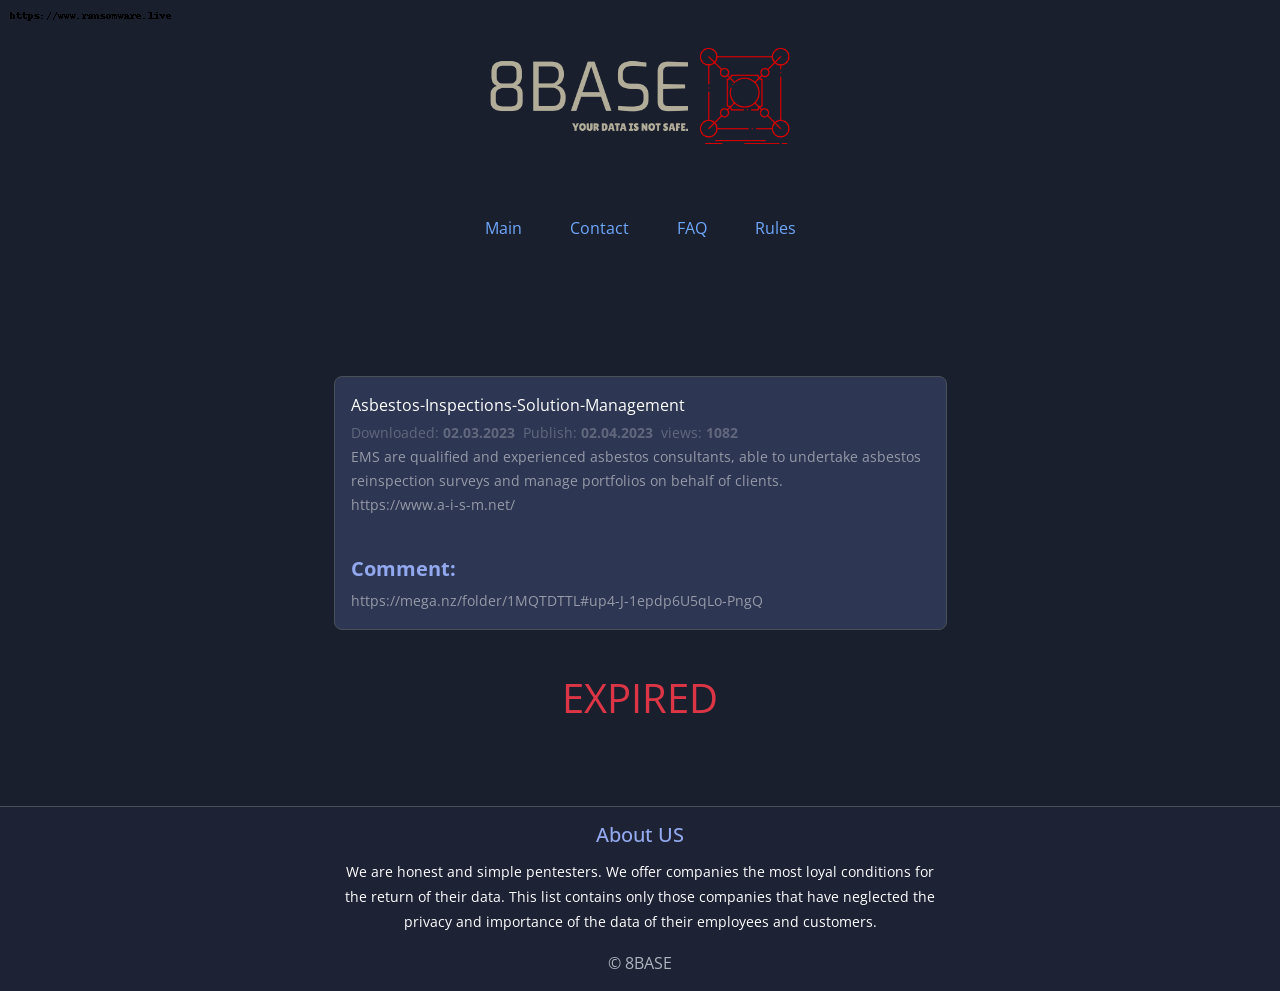 https://www.ransomware.live
8BASE
YOUR DATA IS NOT SAFE.
Main Contact FAQ Rules
Asbestos-Inspections-Solution-Management
Downloaded: 02.03.2023 Publish: 02.04.2023 views: 1082
EMS are qualified and experienced asbestos consultants, able to undertake asbestos
reinspection surveys and manage portfolios on behalf of clients.
https://www.a-i-s-m.net/
Comment:
https://mega.nz/folder/1MQTDTTL#up4-J-1epdp6U5qLo-PngQ
EXPIRED
About US
We are honest and simple pentesters. We offer companies the most loyal conditions for
the return of their data. This list contains only those companies that have neglected the
privacy and importance of the data of their employees and customers.
© 8BASE